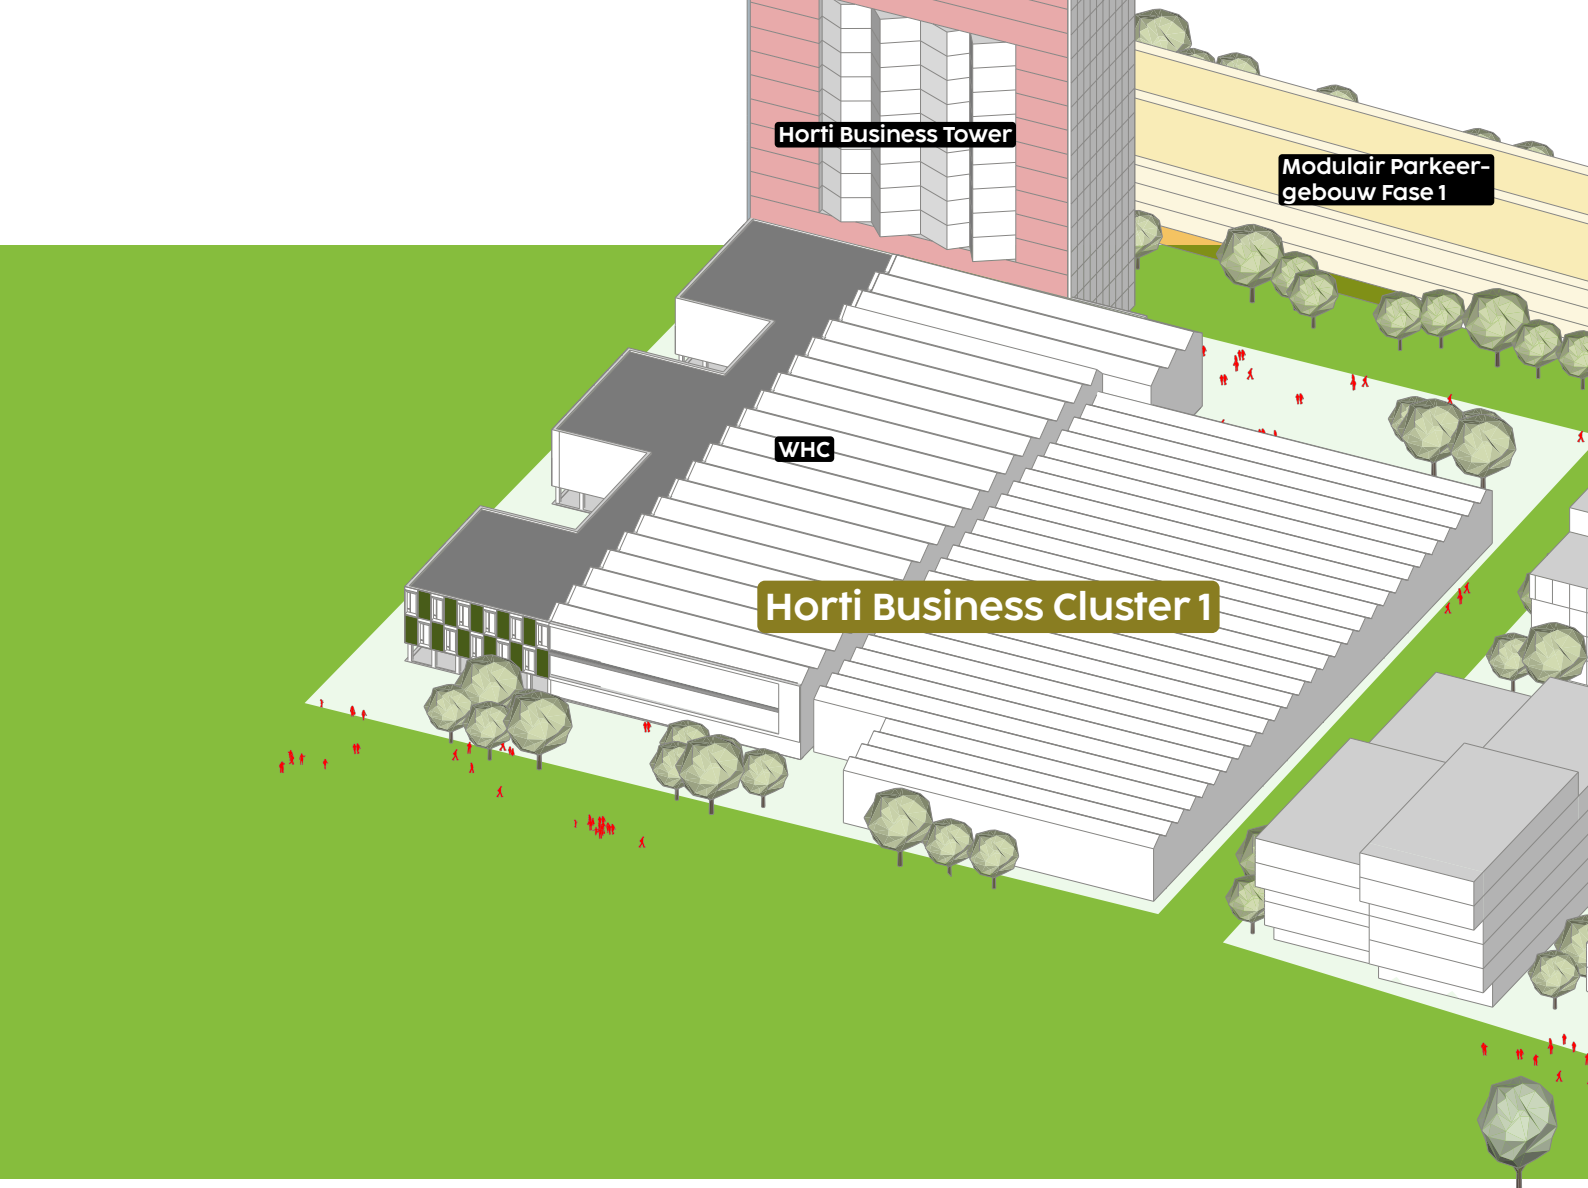 Horti Business Tower
Modulair Parkeer-
gebouw Fase 1
WHC
Horti Business Cluster 1